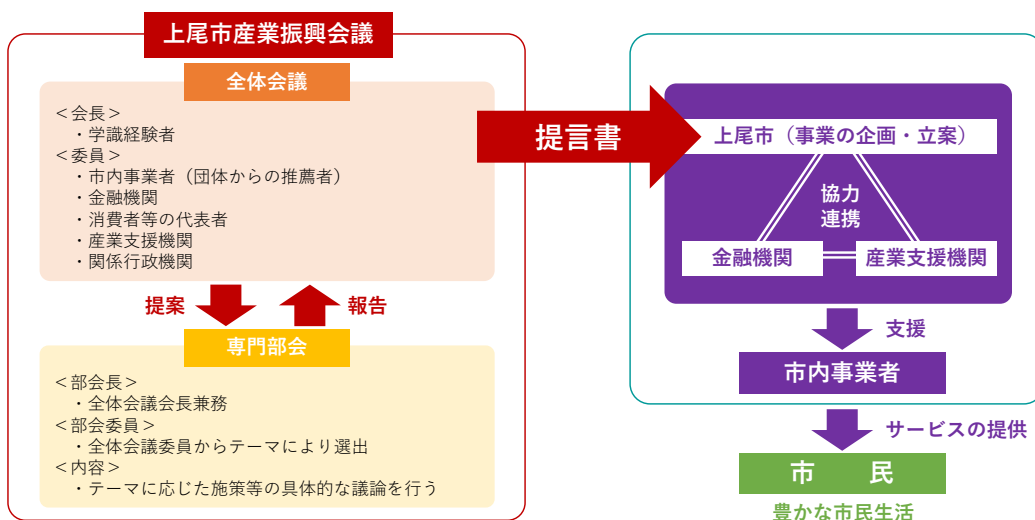 上尾市産業振興会議
全体会議
＜会長＞
・学識経験者
＜委員＞
・市内事業者（団体からの推薦者）
・金融機関
・消費者等の代表者
・産業支援機関
・関係行政機関
提案
報告
専門部会
＜部会長＞
・全体会議会長兼務
＜部会委員＞
・全体会議委員からテーマにより選出
＜内容＞
・テーマに応じた施策等の具体的な議論を行う
提言書
上尾市（事業の企画・立案）
協力
連携
金融機関
産業支援機関
支援
市内事業者
サービスの提供
市　　民
豊かな市民生活